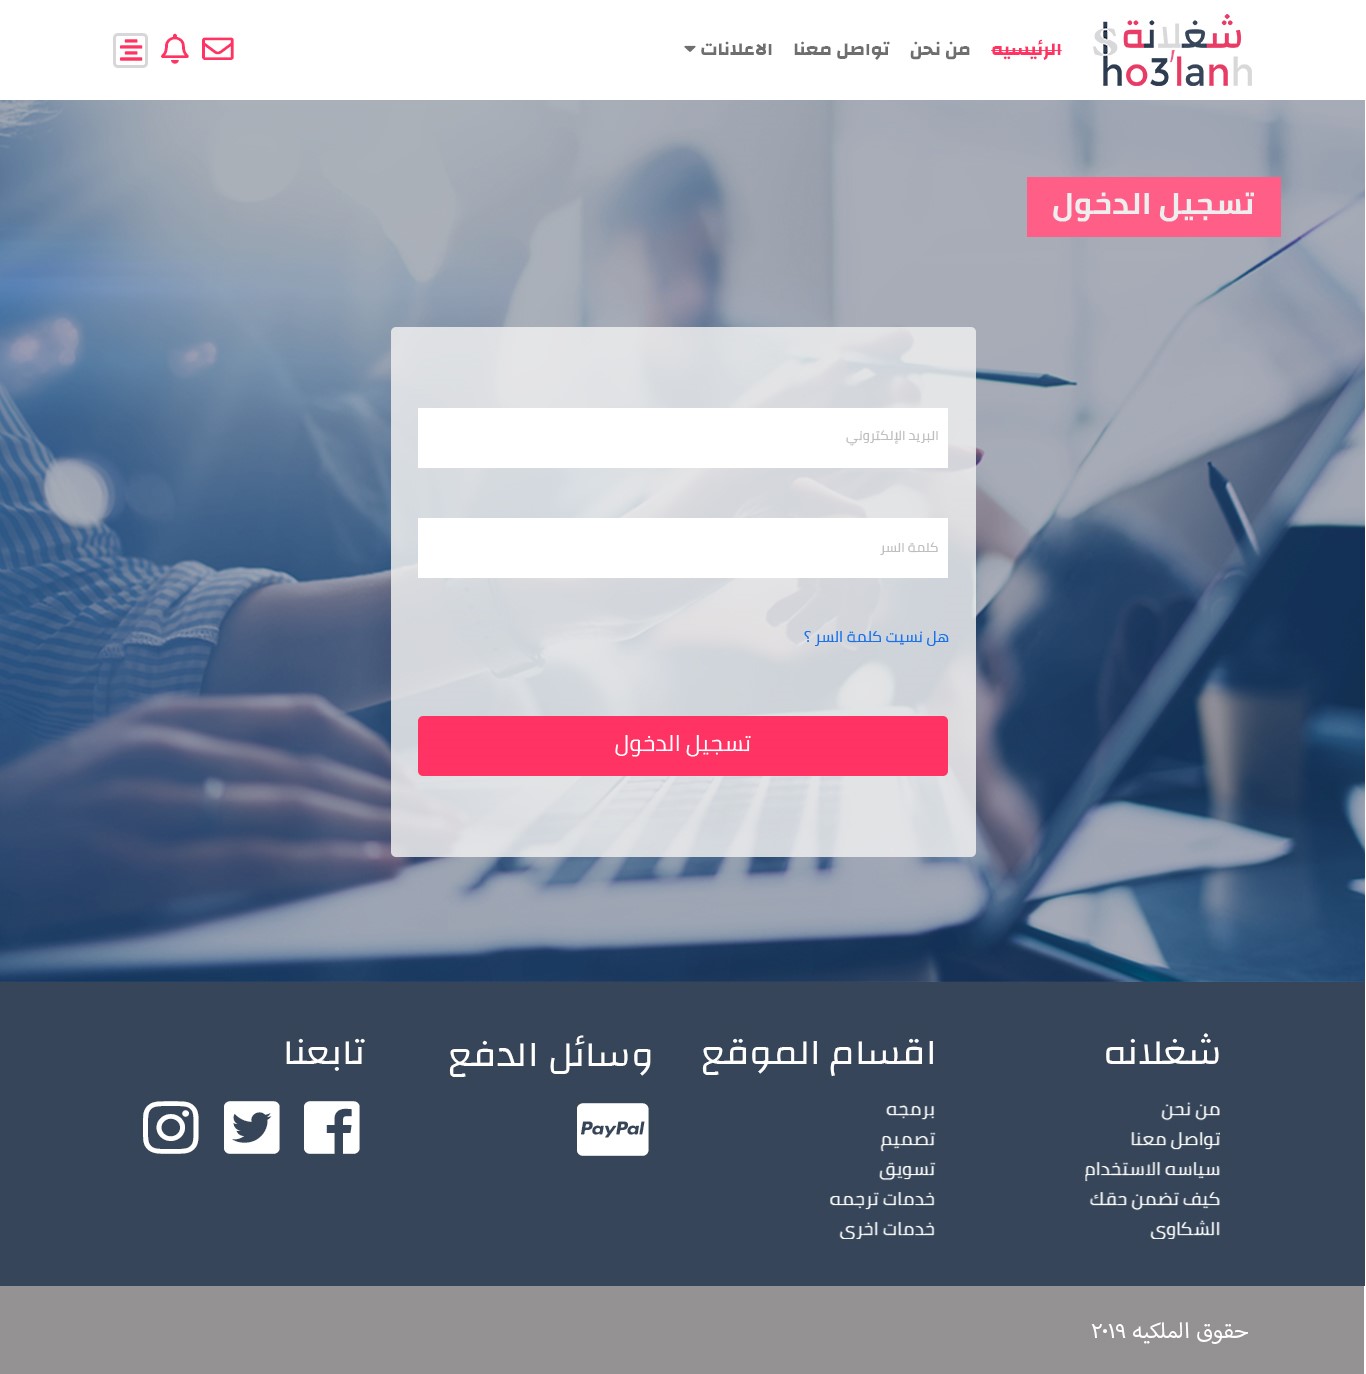 شغلانة
Sho3'lanh
الرئيسيه
من نحن
تواصل معنا
الاعلانات
تسجيل الدخول
البريد الإلكتروني
كلمة السر
هل نسيت كلمة السر ؟
تسجيل الدخول
شغلانه
من نحن
تواصل معنا
سياسه الاستخدام
كيف تضمن حقك
الشكاوى
اقسام الموقع
برمجه
تصميم
تسويق
خدمات ترجمه
خدمات اخرى
وسائل الدفع
PayPal
تابعنا
حقوق الملكيه ٢٠١٩